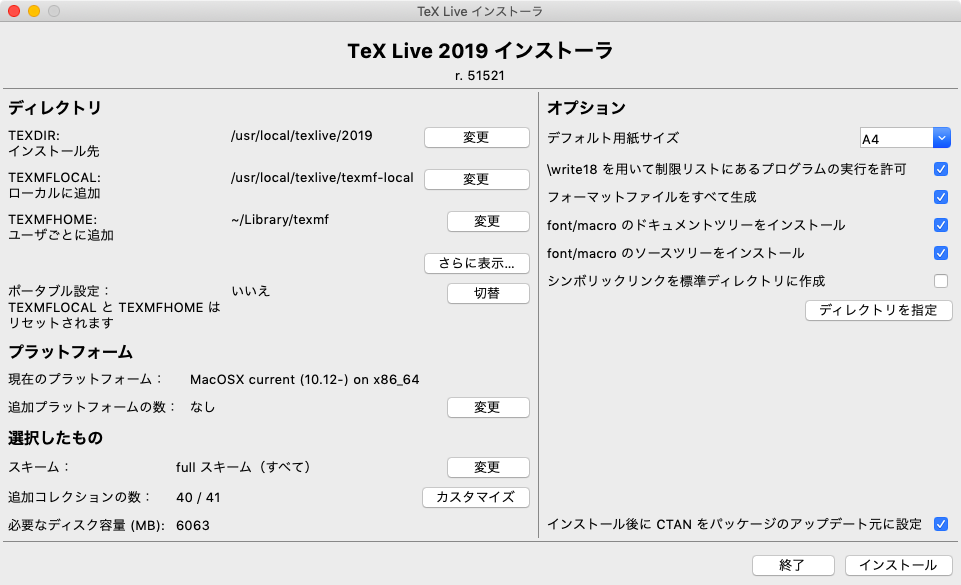 TeX Live インストーラ
TeX Live 2019 インストーラ
r. 51521
ディレクトリ
TEXDIR: /usr/local/texlive/2019 変更
インストール先
TEXMFLOCAL: /usr/local/texlive/texmf-local 変更
ローカルに追加
TEXMFHOME: ~/Library/texmf 変更
ユーザごとに追加
さらに表示...
ポータブル設定： いいえ 切替
TEXMFLOCAL と TEXMFHOME は
リセットされます
プラットフォーム
現在のプラットフォーム： MacOSX current (10.12-) on x86_64
追加プラットフォームの数： なし 変更
選択したもの
スキーム： full スキーム（すべて） 変更
追加コレクションの数： 40 / 41 カスタマイズ
必要なディスク容量 (MB): 6063
オプション
デフォルト用紙サイズ A4
\write18 を用いて制限リストにあるプログラムの実行を許可
フォーマットファイルをすべて生成
font/macro のドキュメントツリーをインストール
font/macro のソースツリーをインストール
シンボリックリンクを標準ディレクトリに作成
ディレクトリを指定
インストール後に CTAN をパッケージのアップデート元に設定
終了 インストール